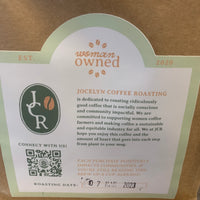 woman
owned
EST.
2020
JOCELYN COFFEE ROASTING
J
C
R
is dedicated to roasting ridiculously
good coffee that is socially conscious
and community impactful. We are
committed to supporting women coffee
farmers and making coffee a sustainable
and equitable industry for all. We at JCR
hope you enjoy this coffee and the
amount of heart that goes into each step
from plant to your mug.
CONNECT WITH US!
ROASTING DATE:
2023